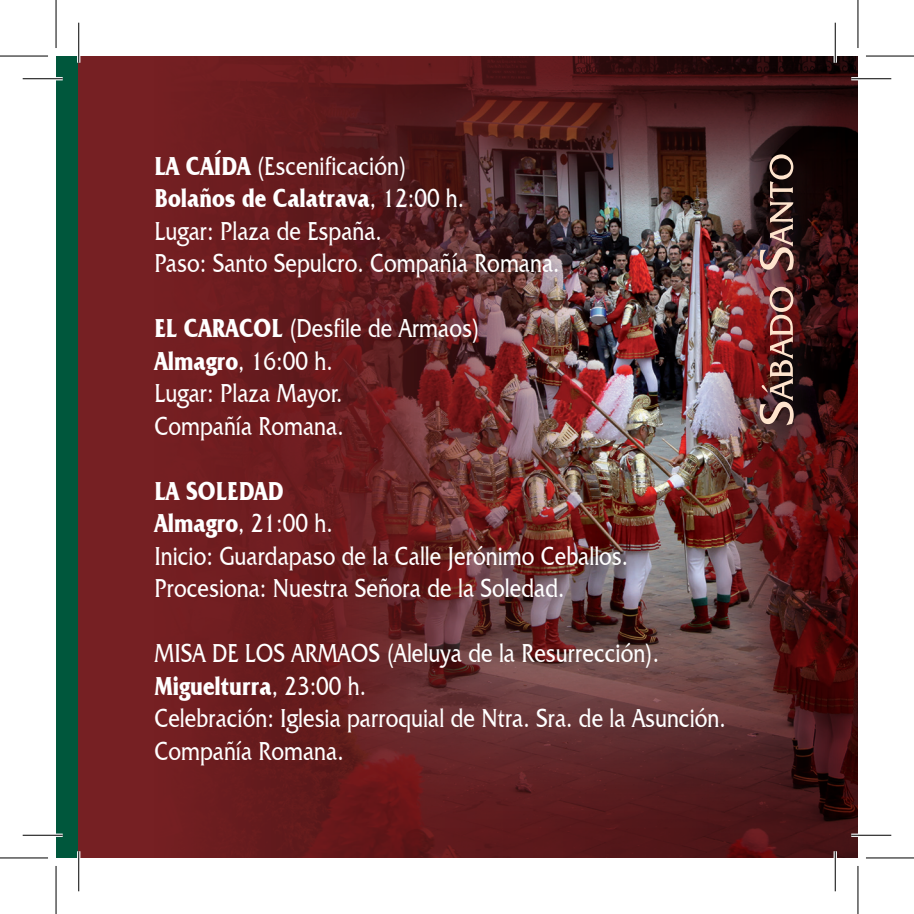 LA CAÍDA (Escenificación)
Bolaños de Calatrava, 12:00 h.
Lugar: Plaza de España.
Paso: Santo Sepulcro. Compañía Romana.
EL CARACOL (Desfile de Armaos)
Almagro, 16:00 h.
Lugar: Plaza Mayor.
Compañía Romana.
LA SOLEDAD
Almagro, 21:00 h.
Inicio: Guardapaso de la Calle Jerónimo Ceballos.
Procesiona: Nuestra Señora de la Soledad.
MISA DE LOS ARMAOS (Aleluya de la Resurrección).
Miguelturra, 23:00 h.
Celebración: Iglesia parroquial de Ntra. Sra. de la Asunción.
Compañía Romana.
SÁBADO SANTO